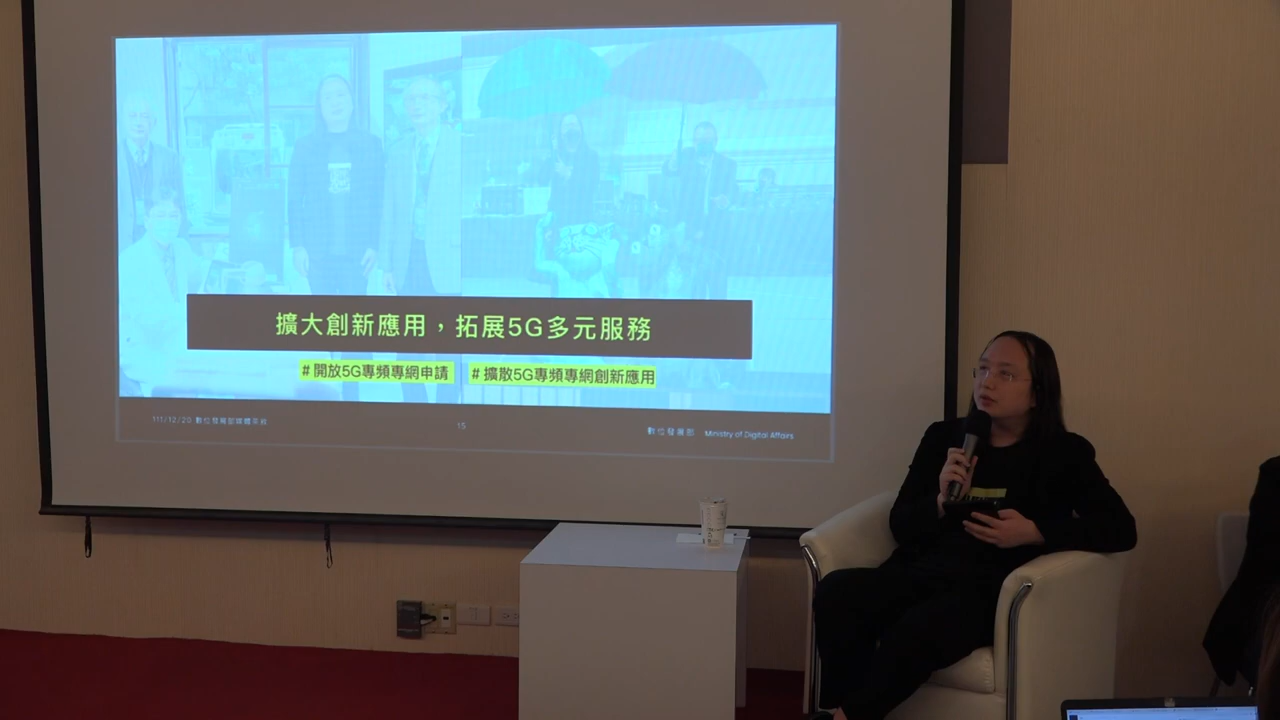 擴大創新應用，拓展5G多元服務
#開放5G專頻專網申請 #擴散5G專頻專網創新應用
111/12/20 數位發展部媒體茶敘 15 數位發展部 Ministry of Digital Affairs